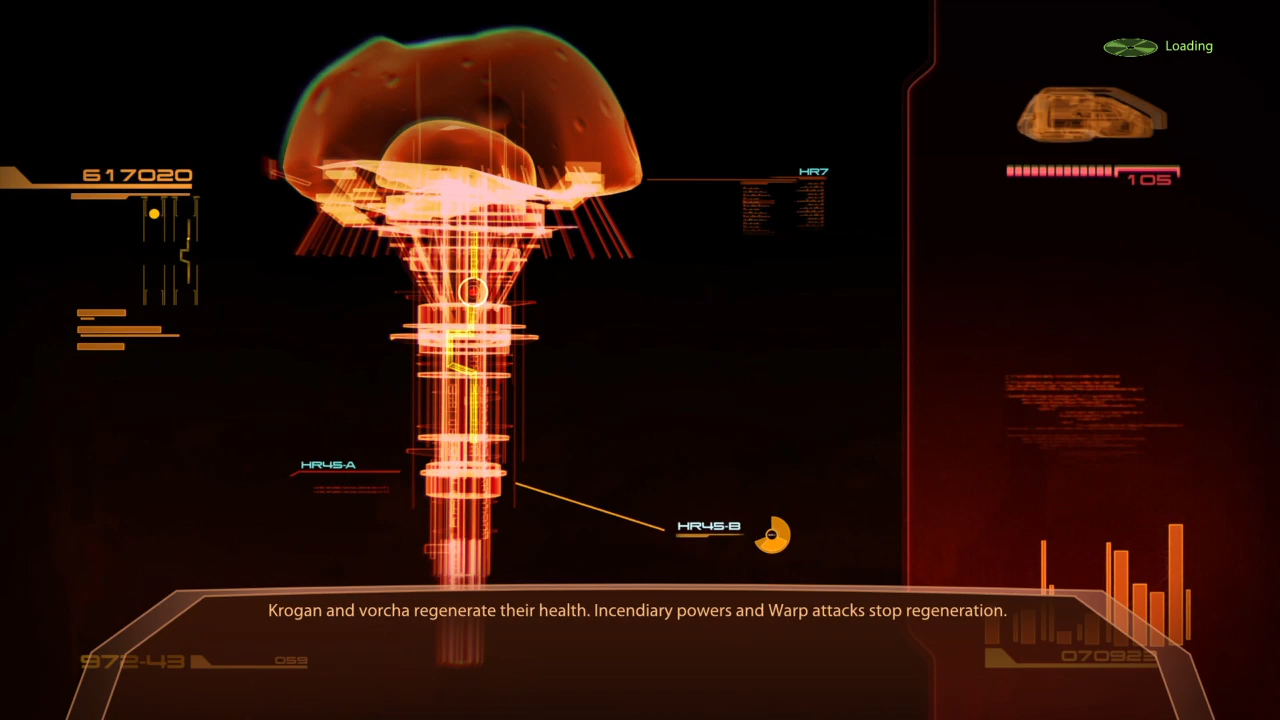 Loading
617020
HR7
105
HR45-A
HR45-B
Krogan and vorcha regenerate their health. Incendiary powers and Warp attacks stop regeneration.
972-43
059
070923